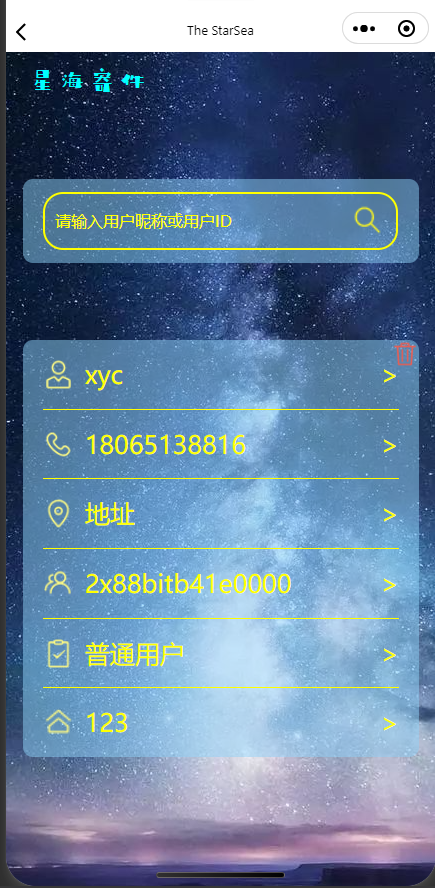 The StarSea
星海寄件
请输入用户昵称或用户ID
xyc >
18065138816 >
地址 >
2x88bitb41e0000 >
普通用户 >
123 >